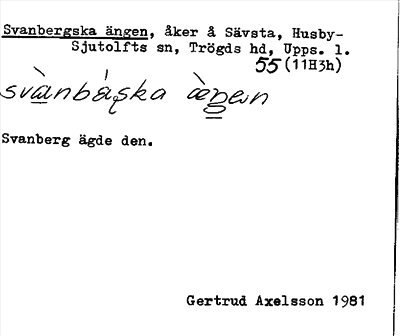 Svanbergska ängen, åker å Sävsta, Husby-
Sjutolfts sn, Trögds hd, Upps. l.
55 (11H3h)
Svanberg ägde den.
Gertrud Axelsson 1981